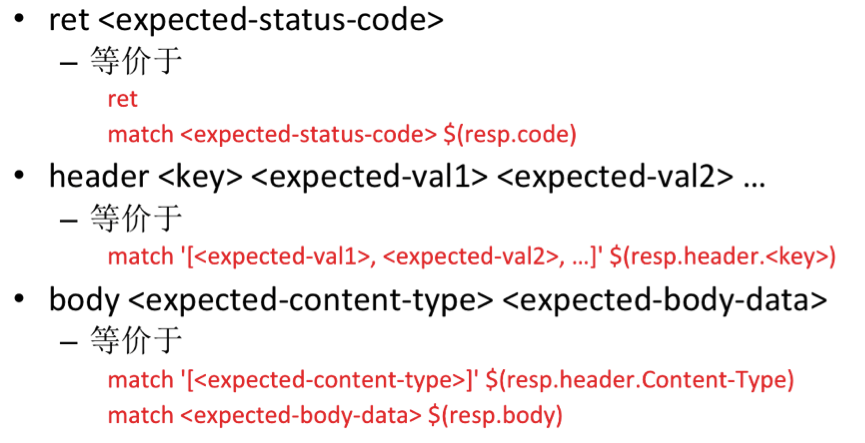 • ret <expected-status-code>
– 等价于
ret
match <expected-status-code> $(resp.code)
• header <key> <expected-val1> <expected-val2> ...
– 等价于
match '[<expected-val1>, <expected-val2>, ...]' $(resp.header.<key>)
• body <expected-content-type> <expected-body-data>
– 等价于
match '[<expected-content-type>]' $(resp.header.Content-Type)
match <expected-body-data> $(resp.body)